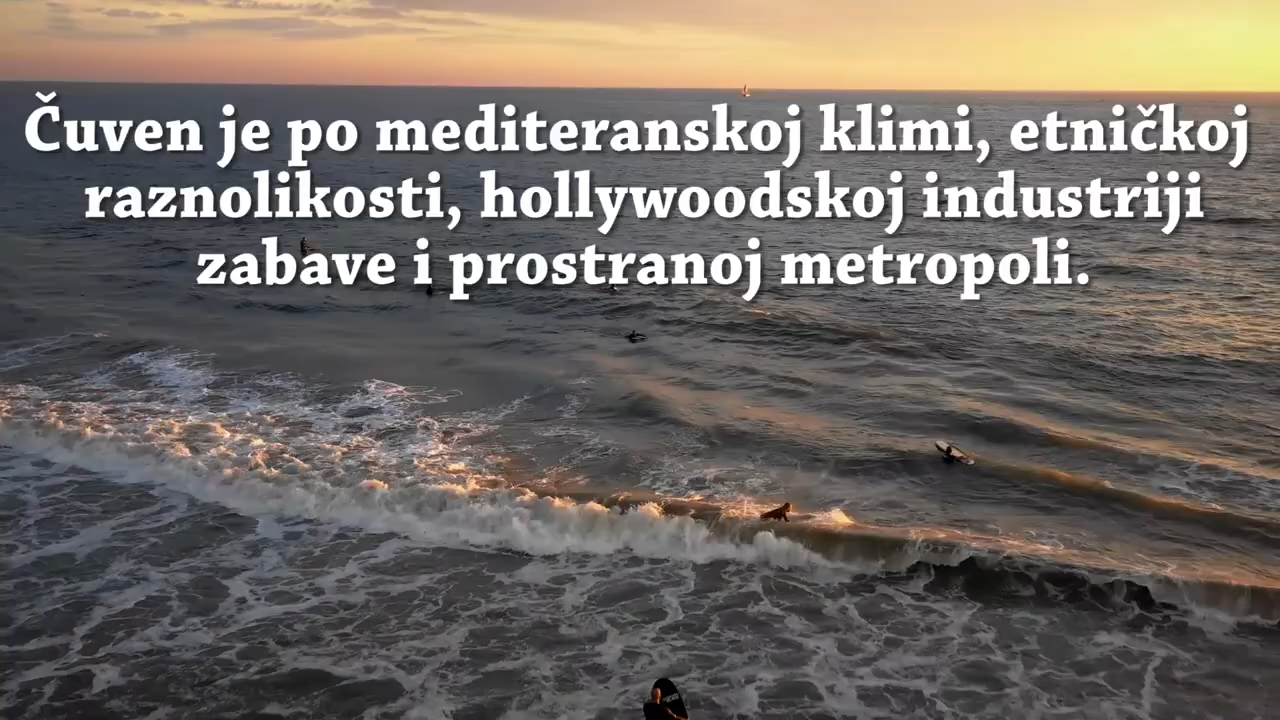 Čuven je po mediteranskoj klimi, etničkoj
raznolikosti, hollywoodskoj industriji
zabave i prostranoj metropoli.